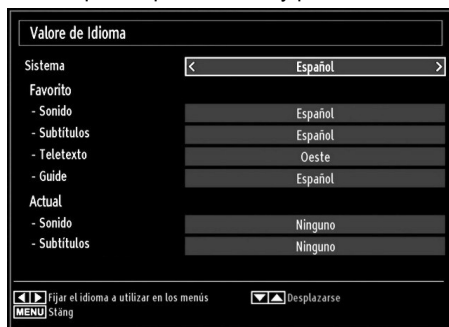 Valore de Idioma
Sistema < Español >
Favorito
- Sonido Español
- Subtítulos Español
- Teletexto Oeste
- Guide Español
Actual
- Sonido Ninguno
- Subtítulos Ninguno
Fijar el idioma a utilizar en los menús Desplazarse
MENU Stäng